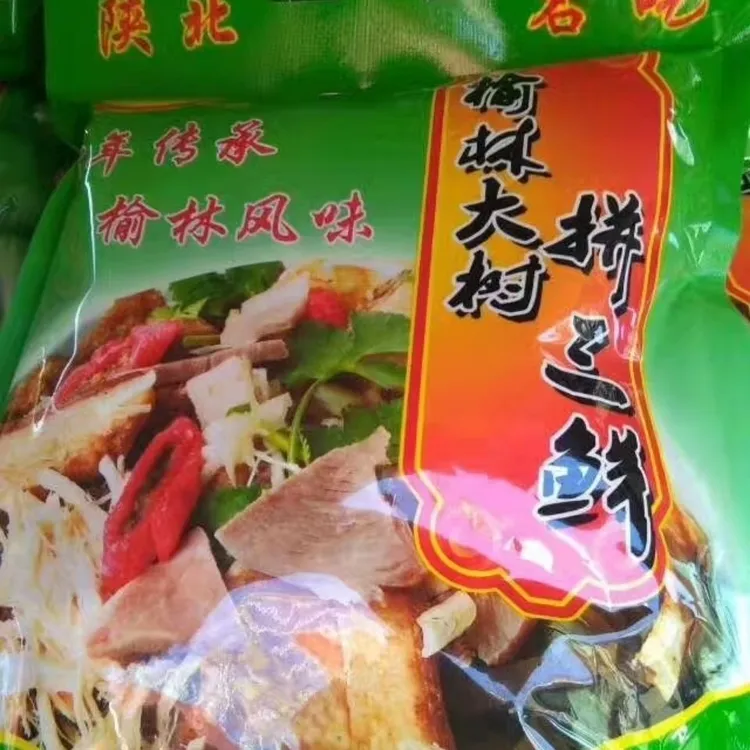 陕北 名吃
年传承
榆林风味
榆林大树
拼三鲜